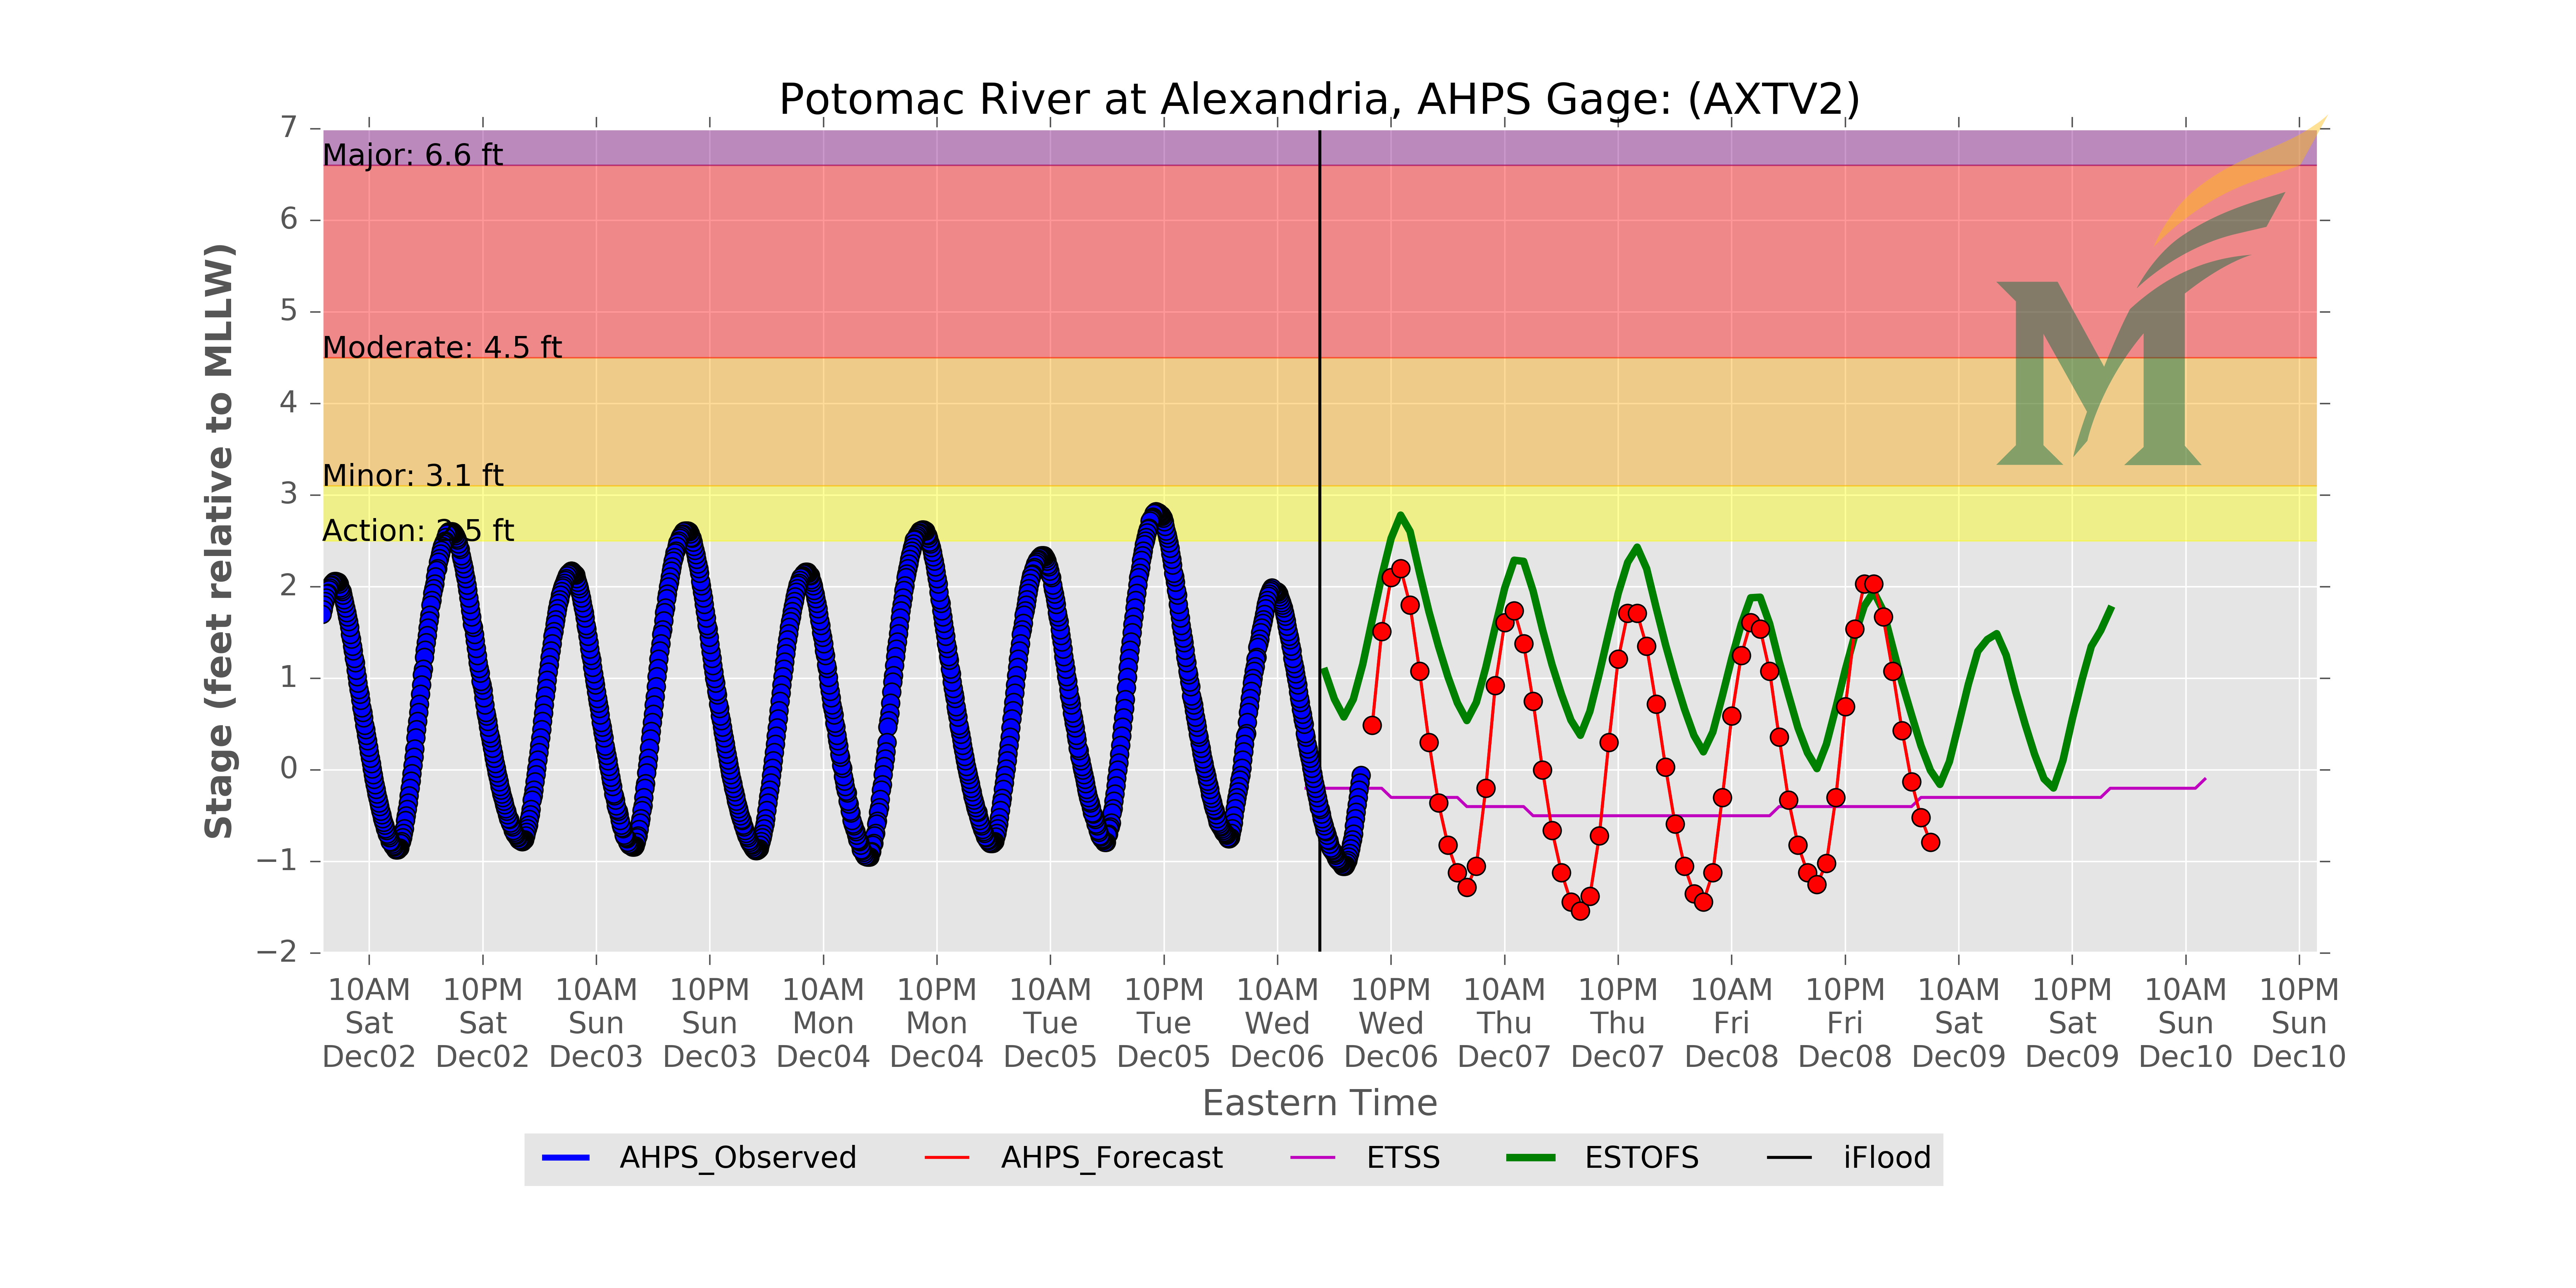 Potomac River at Alexandria, AHPS Gage: (AXTV2)
Stage (feet relative to MLLW)
7
6
5
4
3
2
1
0
−1
−2
Major: 6.6 ft
Moderate: 4.5 ft
Minor: 3.1 ft
Action: 2.5 ft
10AM 10PM 10AM 10PM 10AM 10PM 10AM 10PM 10AM 10PM 10AM 10PM 10AM 10PM 10AM 10PM 10AM 10PM
Sat Sat Sun Sun Mon Mon Tue Tue Wed Wed Thu Thu Fri Fri Sat Sat Sun Sun
Dec02 Dec02 Dec03 Dec03 Dec04 Dec04 Dec05 Dec05 Dec06 Dec06 Dec07 Dec07 Dec08 Dec08 Dec09 Dec09 Dec10 Dec10
Eastern Time
AHPS_Observed AHPS_Forecast ETSS ESTOFS iFlood